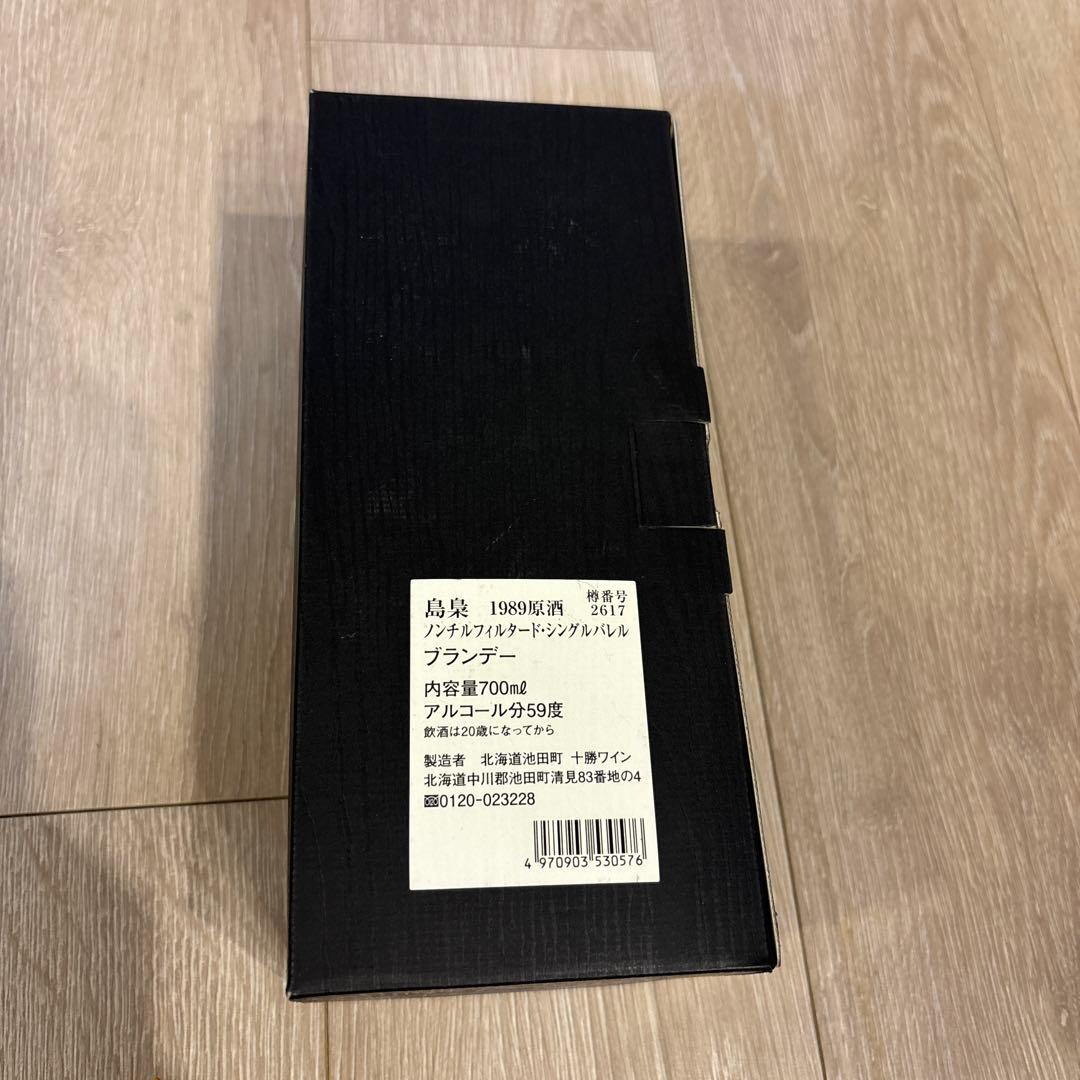 島梟 1989原酒 樽番号 2617
ノンチルフィルタード・シングルバレル
ブランデー
内容量700㎖
アルコール分59度
飲酒は20歳になってから
製造者 北海道池田町 十勝ワイン
北海道中川郡池田町清見83番地の4
0120-023228
4 970903 530576